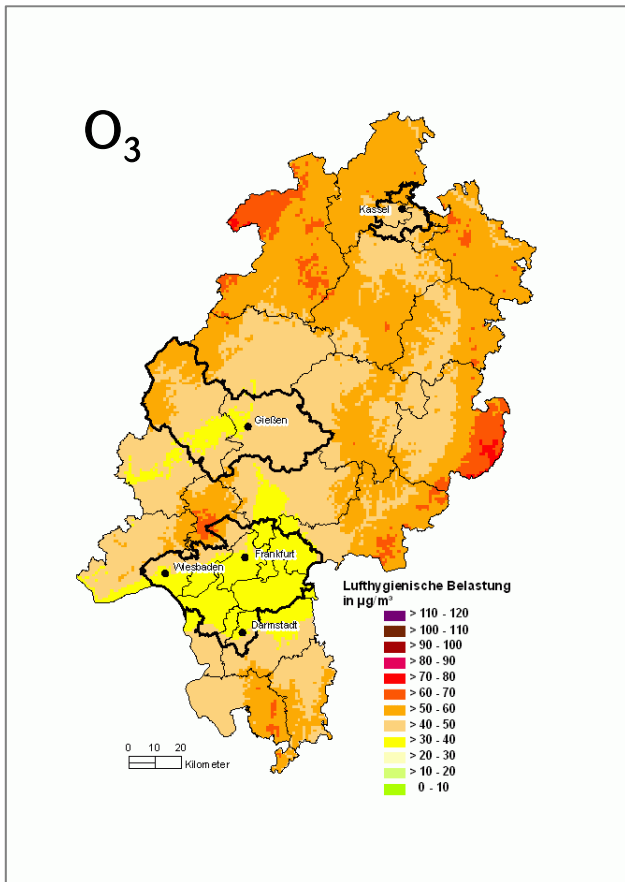 O₃
Kassel
Gießen
Frankfurt
Wiesbaden
Darmstadt
Lufthygienische Belastung
in µg/m³
> 110 - 120
> 100 - 110
> 90 - 100
> 80 - 90
> 70 - 80
> 60 - 70
> 50 - 60
> 40 - 50
> 30 - 40
> 20 - 30
> 10 - 20
0 - 10
0 10 20
Kilometer